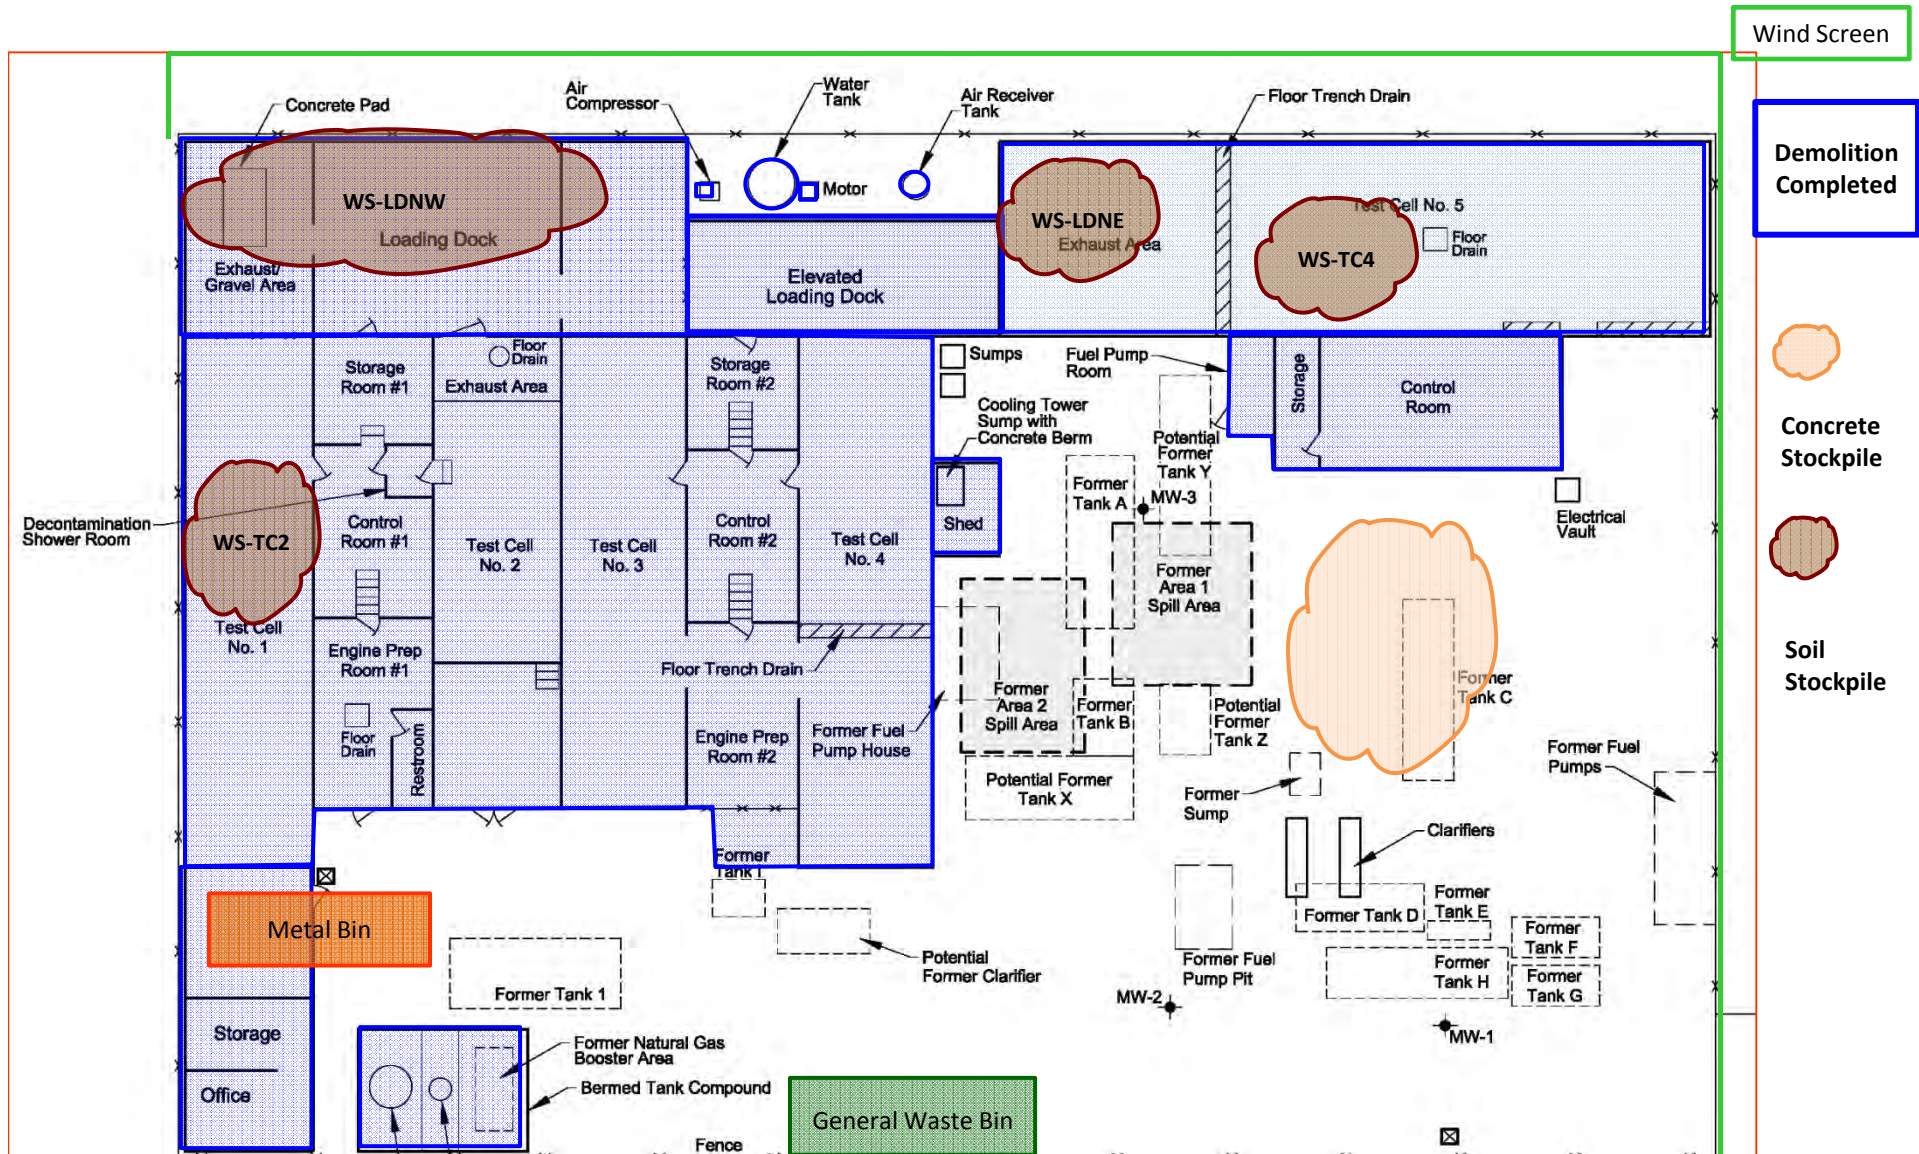 Wind Screen
Demolition
Completed
Concrete
Stockpile
Soil
Stockpile
Concrete Pad
Air
Compressor
Water
Tank
Air Receiver
Tank
Floor Trench Drain
Motor
WS-LDNW
Loading Dock
Exhaust/
Gravel Area
Elevated
Loading Dock
WS-LDNE
Exhaust Area
Test Cell No. 5
WS-TC4
Floor
Drain
Storage
Room #1
Floor
Drain
Exhaust Area
Storage
Room #2
Sumps
Fuel Pump
Room
Storage
Control
Room
Cooling Tower
Sump with
Concrete Berm
Potential
Former
Tank Y
Former
Tank A
MW-3
Electrical
Vault
Decontamination
Shower Room
WS-TC2
Control
Room #1
Test Cell
No. 2
Test Cell
No. 3
Control
Room #2
Test Cell
No. 4
Shed
Former
Area 1
Spill Area
Test Cell
No. 1
Engine Prep
Room #1
Floor Trench Drain
Former
Area 2
Spill Area
Former
Tank B
Potential
Former
Tank Z
Former
Tank C
Floor
Drain
Restroom
Engine Prep
Room #2
Former Fuel
Pump House
Potential Former
Tank X
Former
Sump
Former Fuel
Pumps
Clarifiers
Former
Tank I
Metal Bin
Former Tank 1
Potential
Former Clarifier
Former Fuel
Pump Pit
Former Tank D
Former
Tank E
Former
Tank F
Former
Tank H
Former
Tank G
MW-2
MW-1
Storage
Office
Former Natural Gas
Booster Area
Bermed Tank Compound
General Waste Bin
Fence